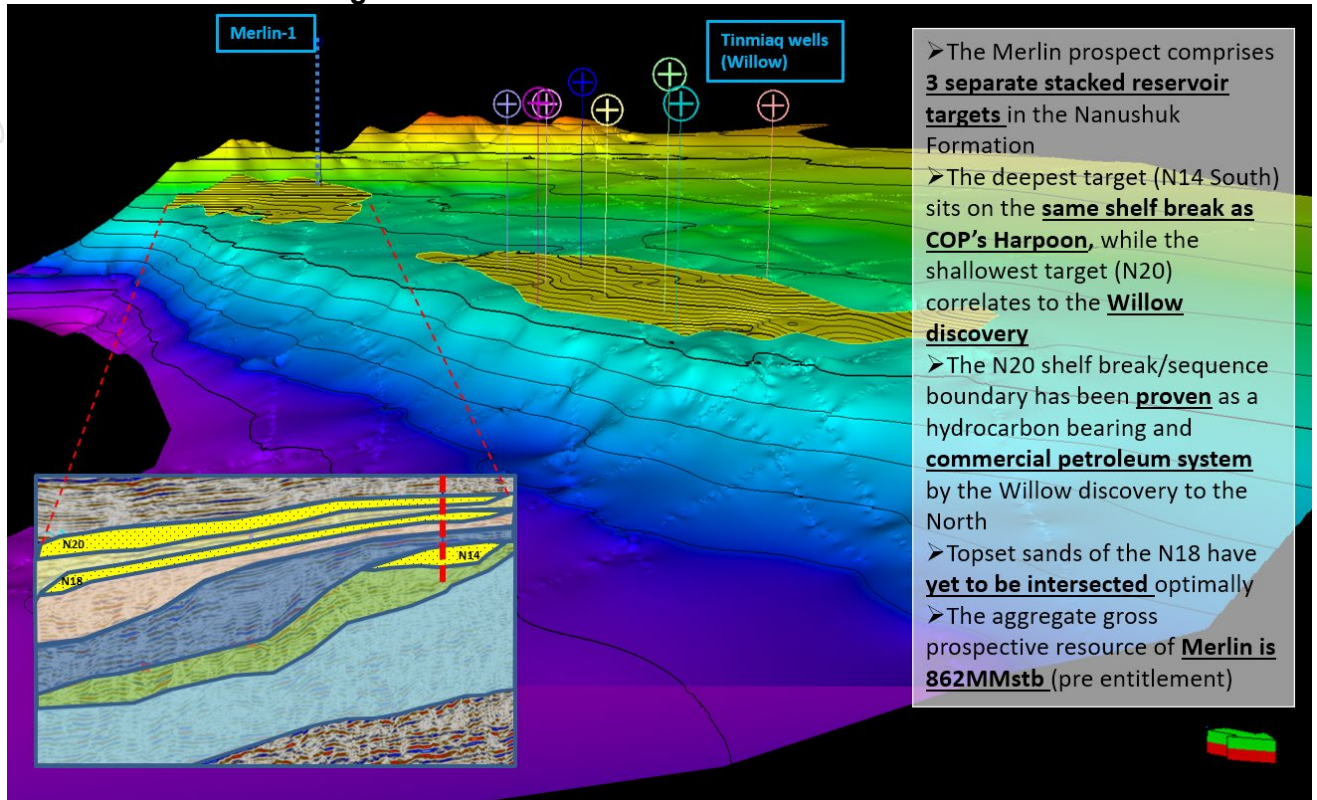 Merlin-1
Tinmiaq wells
(Willow)
➤The Merlin prospect comprises
3 separate stacked reservoir
targets in the Nanushuk
Formation
➤The deepest target (N14 South)
sits on the same shelf break as
COP's Harpoon, while the
shallowest target (N20)
correlates to the Willow
discovery
➤The N20 shelf break/sequence
boundary has been proven as a
hydrocarbon bearing and
commercial petroleum system
by the Willow discovery to the
North
➤Topset sands of the N18 have
yet to be intersected optimally
➤The aggregate gross
prospective resource of Merlin is
862MMstb (pre entitlement)
N20
N14
N18